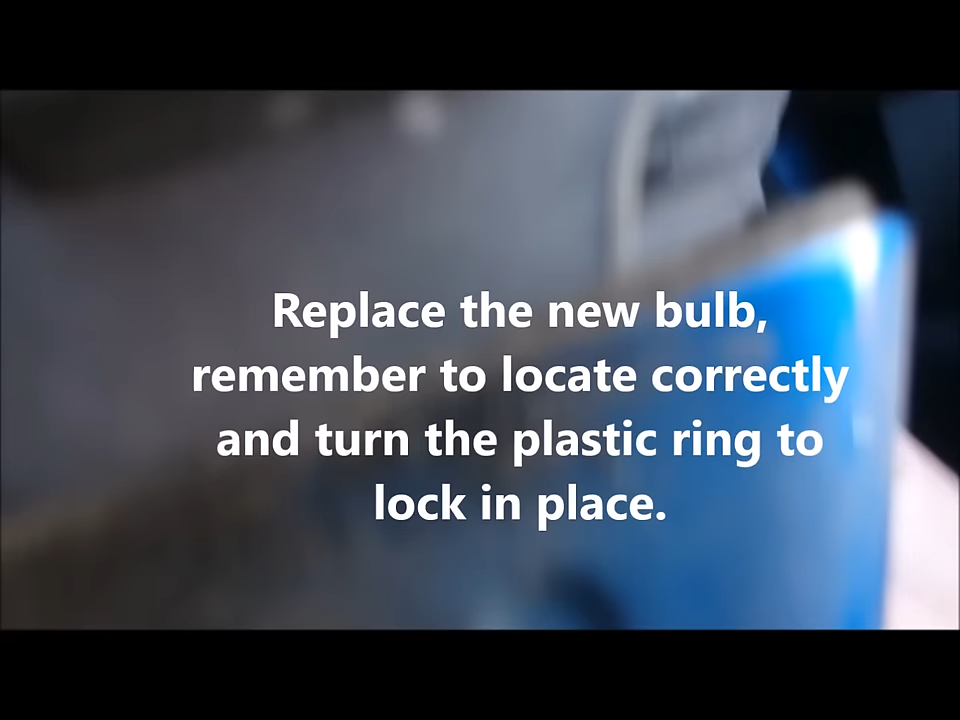 Replace the new bulb,
remember to locate correctly
and turn the plastic ring to
lock in place.